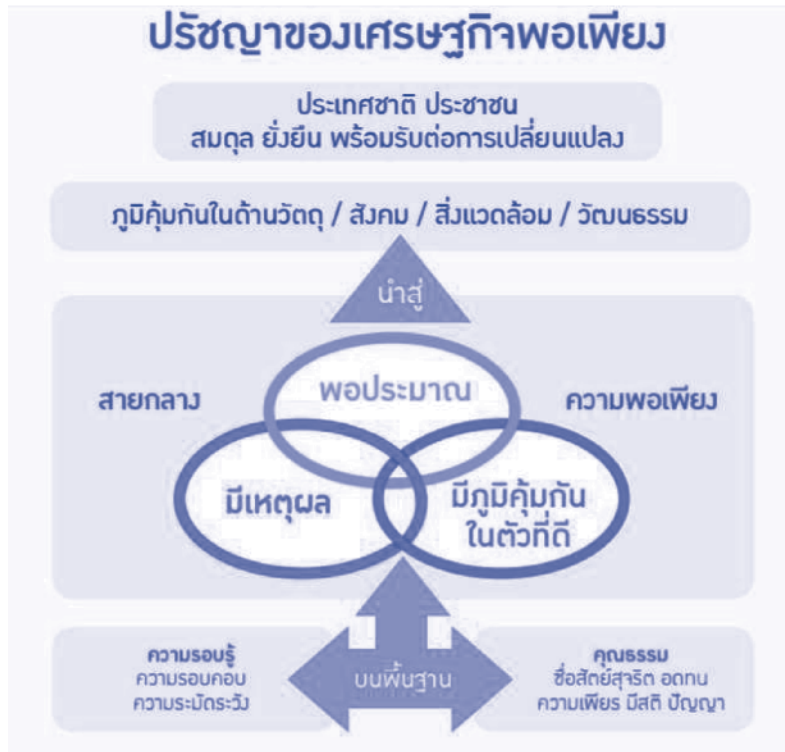 ปรัชญาของเศรษฐกิจพอเพียง
ประเทศชาติ ประชาชน
สมดุล ยั่งยืน พร้อมรับต่อการเปลี่ยนแปลง
ภูมิคุ้มกันในด้านวัตถุ / สังคม / สิ่งแวดล้อม / วัฒนธรรม
นำสู่
สายกลาง
พอประมาณ
ความพอเพียง
มีเหตุผล
มีภูมิคุ้มกัน
ในตัวที่ดี
ความรอบรู้
ความรอบคอบ
ความระมัดระวัง
บนพื้นฐาน
คุณธรรม
ซื่อสัตย์สุจริต อดทน
ความเพียร มีสติ ปัญญา